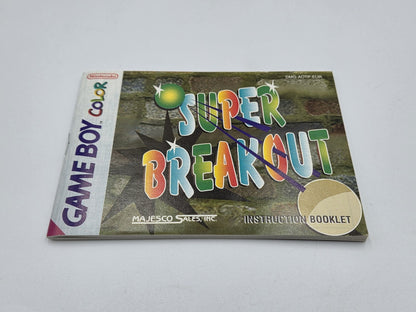 Nintendo
GAME BOY COLOR
SUPER
BREAKOUT
MAJESCO SALES, INC.
INSTRUCTION BOOKLET